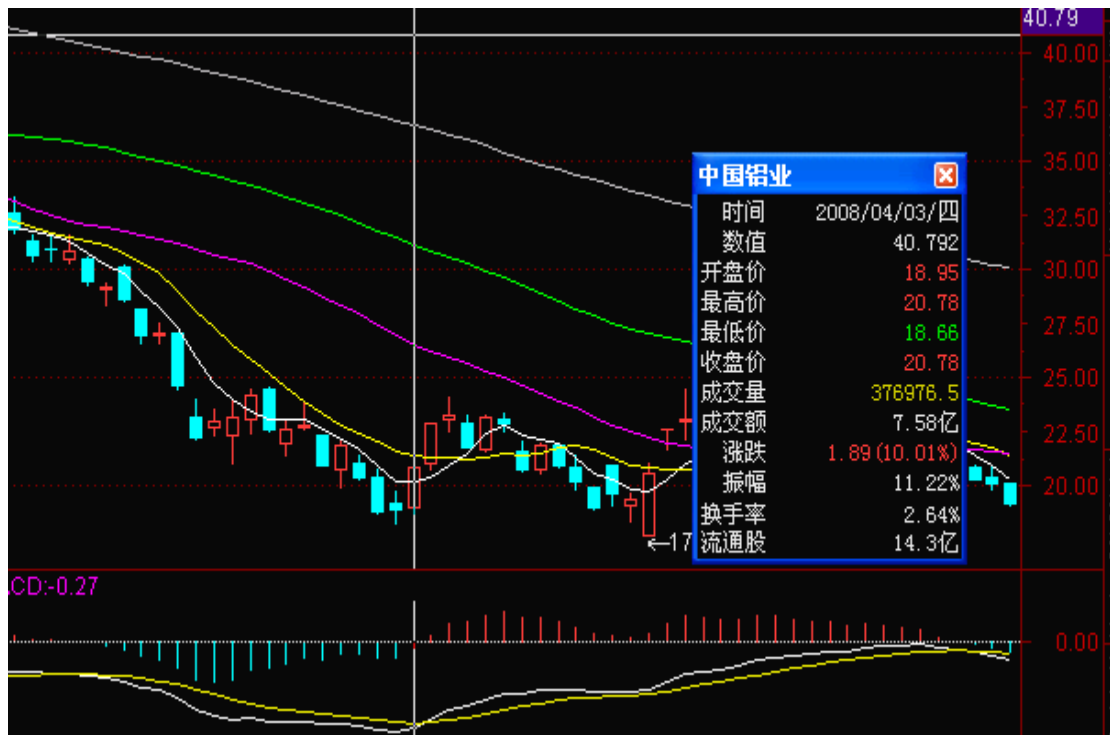 40.79
40.00
37.50
35.00
32.50
30.00
27.50
25.00
22.50
20.00
中国铝业
时间 2008/04/03/四
数值 40.792
开盘价 18.95
最高价 20.78
最低价 18.66
收盘价 20.78
成交量 376976.5
成交额 7.58亿
涨跌 1.89(10.01%)
振幅 11.22%
换手率 2.64%
流通股 14.3亿
←17
CD:-0.27
0.00